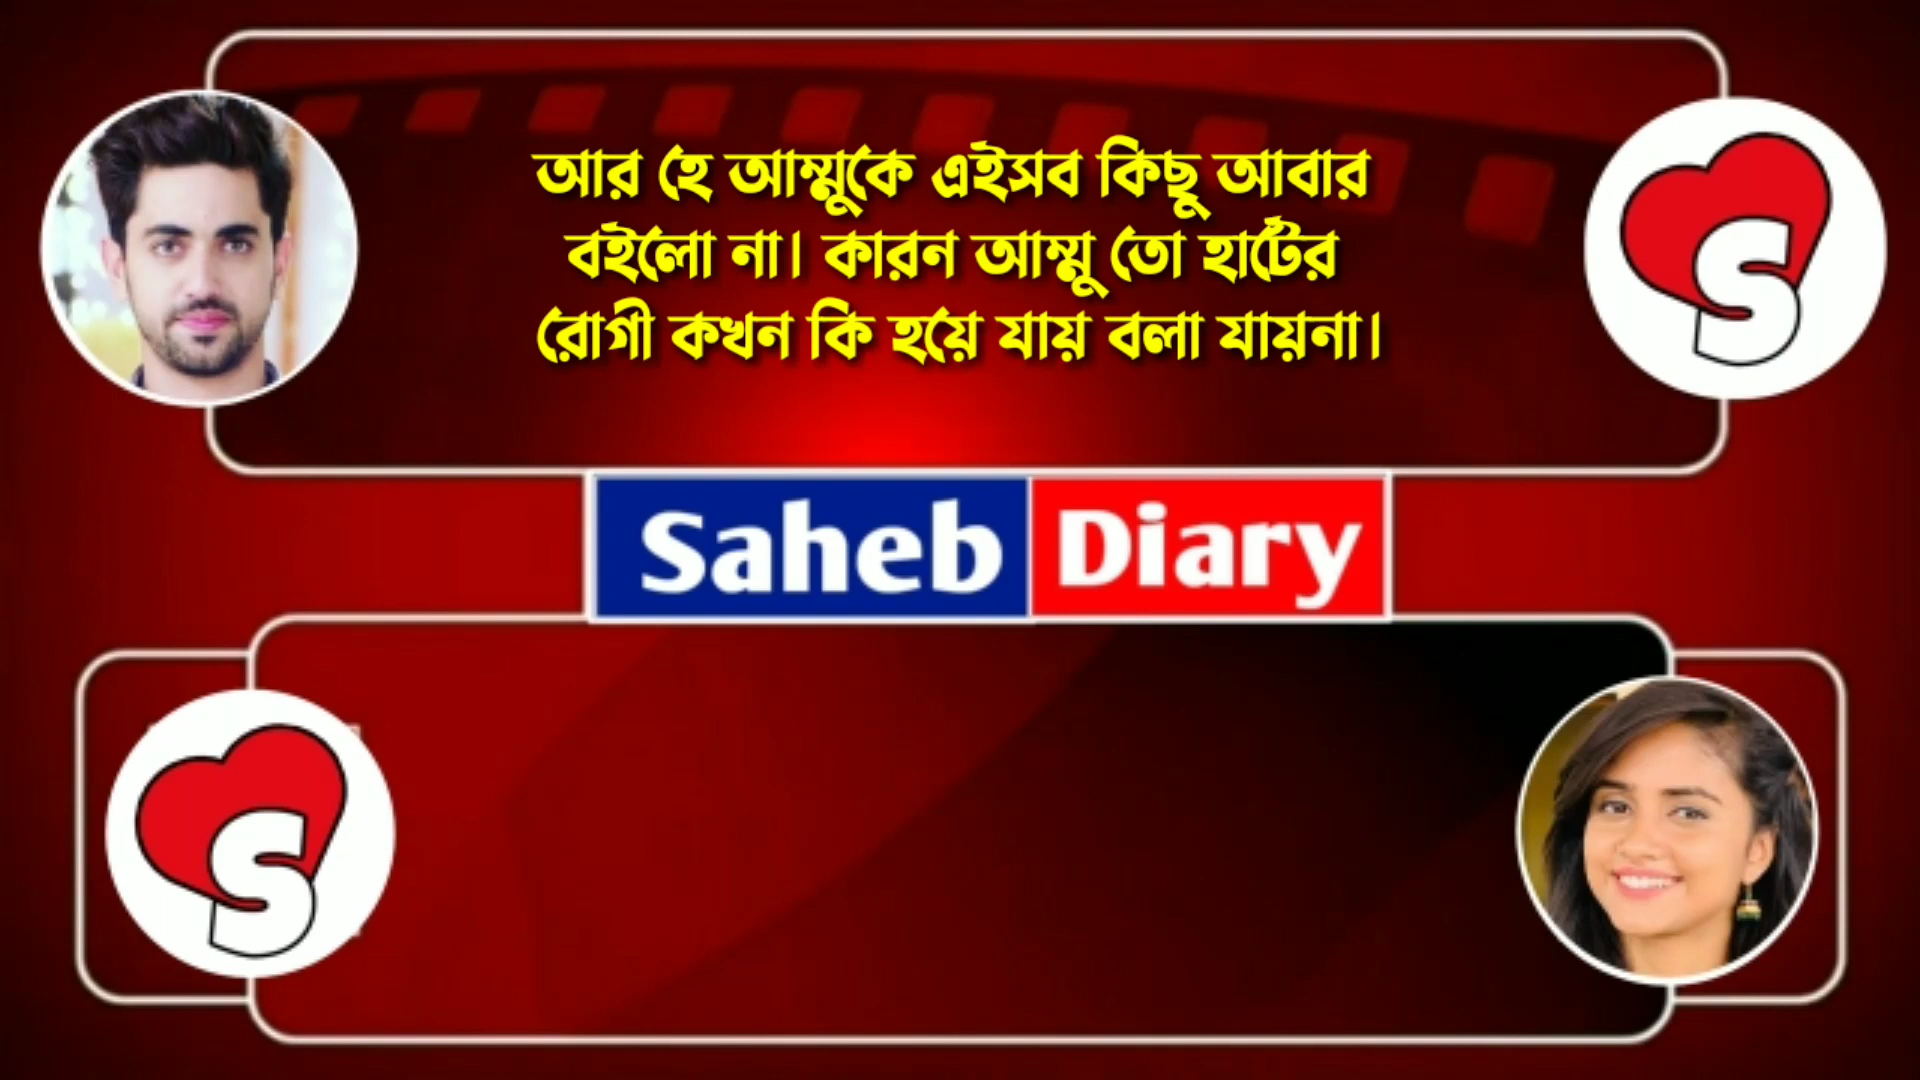 আর হে আম্মুকে এইসব কিছু আবার
বইলো না। কারন আম্মু তো হার্টের
রোগী কখন কি হয়ে যায় বলা যায়না।
S
Saheb Diary
S